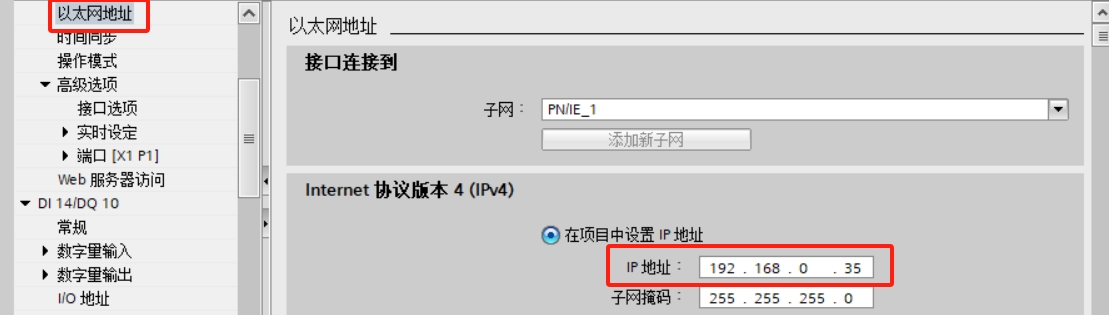 以太网地址
时间同步
操作模式
高级选项
接口选项
实时设定
端口 [X1 P1]
Web 服务器访问
DI 14/DQ 10
常规
数字量输入
数字量输出
I/O 地址
以太网地址
接口连接到
子网：
PN/IE_1
添加新子网
Internet 协议版本 4 (IPv4)
在项目中设置 IP 地址
IP 地址： 192 . 168 . 0 . 35
子网掩码： 255 . 255 . 255 . 0